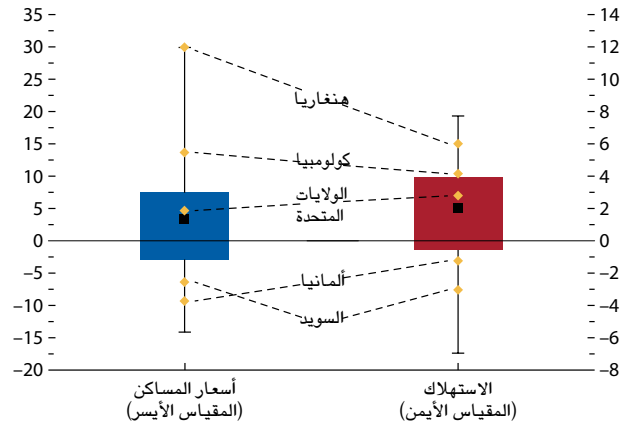 35
30
25
20
15
10
5
0
–5
–10
–15
–20
14
12
10
8
6
4
2
0
–2
–4
–6
–8
هنغاريا
كولومبيا
الولايات
المتحدة
ألمانيا
السويد
أسعار المساكن
(المقياس الأيسر)
الاستهلاك
(المقياس الأيمن)